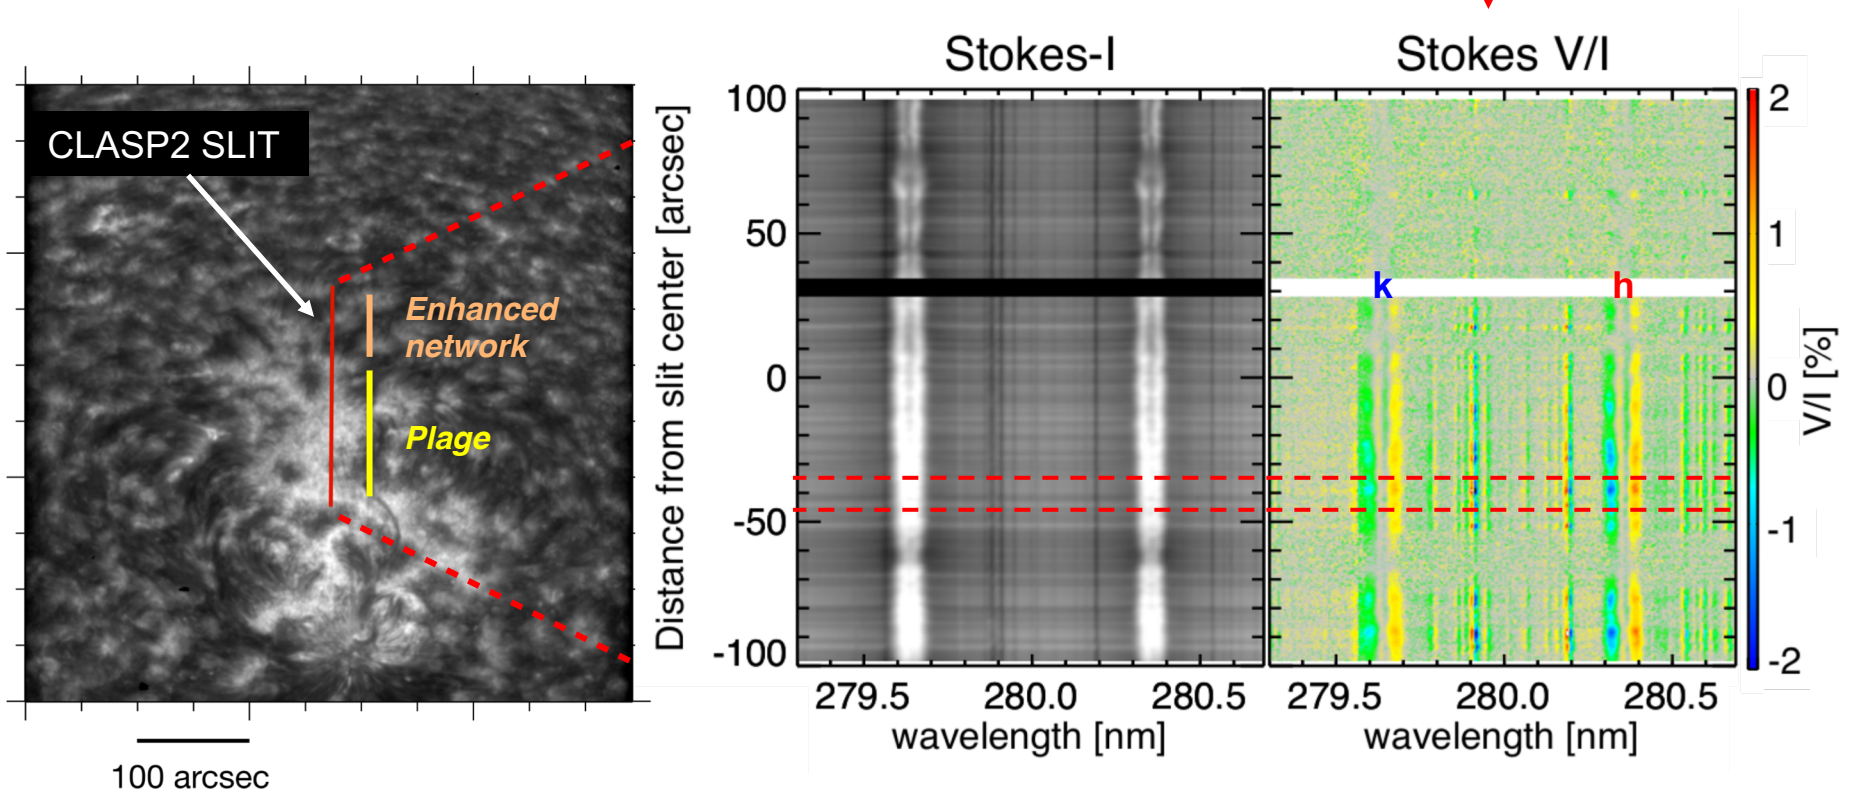 CLASP2 SLIT
Enhanced
network
Plage
100 arcsec
Distance from slit center [arcsec]
Stokes-I
100
50
0
-50
-100
279.5 280.0 280.5
wavelength [nm]
Stokes V/I
k h
279.5 280.0 280.5
wavelength [nm]
2
1
0
-1
-2
V/I [%]